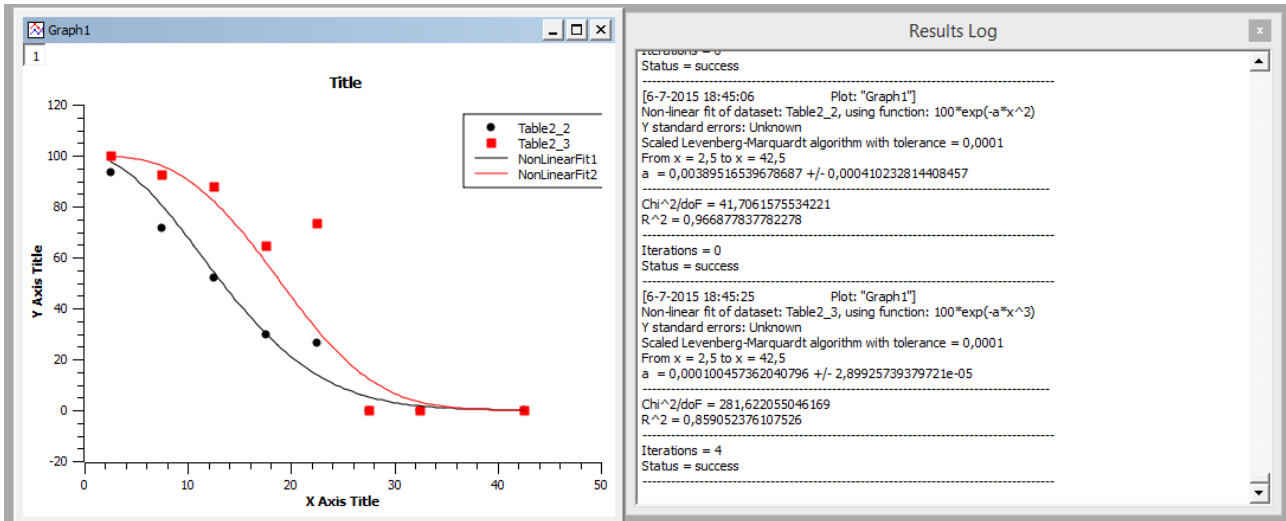 Graph1
1
Title
120
100
80
60
40
20
0
-20
Y Axis Title
0
10
20
30
40
50
X Axis Title
Table2_2
Table2_3
NonLinearFit1
NonLinearFit2
Results Log
Iterations = 0
Status = success
[6-7-2015 18:45:06 Plot: "Graph1"]
Non-linear fit of dataset: Table2_2, using function: 100*exp(-a*x^2)
Y standard errors: Unknown
Scaled Levenberg-Marquardt algorithm with tolerance = 0,0001
From x = 2,5 to x = 42,5
a = 0,00389516539678687 +/- 0,000410232814408457
Chi^2/doF = 41,7061575534221
R^2 = 0,966877837782278
Iterations = 0
Status = success
[6-7-2015 18:45:25 Plot: "Graph1"]
Non-linear fit of dataset: Table2_3, using function: 100*exp(-a*x^3)
Y standard errors: Unknown
Scaled Levenberg-Marquardt algorithm with tolerance = 0,0001
From x = 2,5 to x = 42,5
a = 0,000100457362040796 +/- 2,89925739379721e-05
Chi^2/doF = 281,622055046169
R^2 = 0,859052376107526
Iterations = 4
Status = success